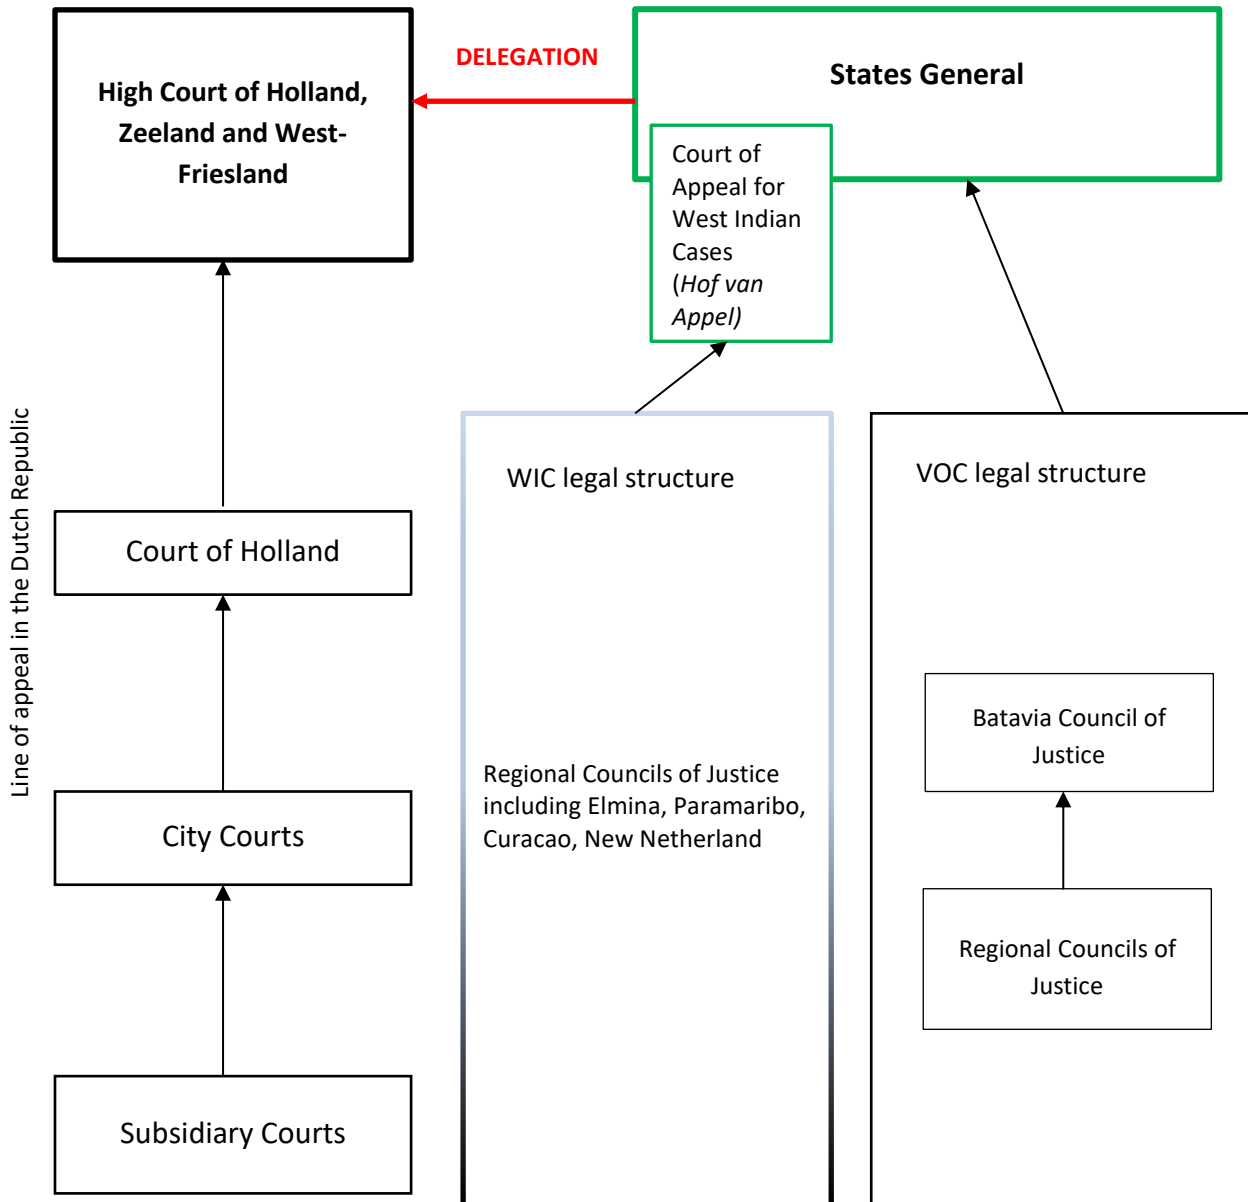 High Court of Holland,
Zeeland and West-
Friesland
DELEGATION
States General
Court of
Appeal for
West Indian
Cases
(Hof van
Appel)
Line of appeal in the Dutch Republic
Court of Holland
City Courts
Subsidiary Courts
WIC legal structure
Regional Councils of Justice
including Elmina, Paramaribo,
Curacao, New Netherland
VOC legal structure
Batavia Council of
Justice
Regional Councils of
Justice